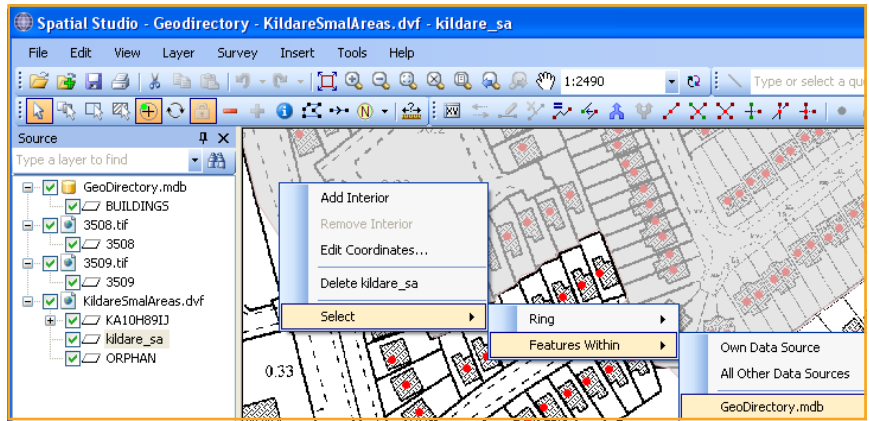 Spatial Studio - Geodirectory - KildareSmalAreas.dvf - kildare_sa
File Edit View Layer Survey Insert Tools Help
1:2490 Type or select a qu
Source
Type a layer to find
GeoDirectory.mdb
BUILDINGS
3508.tif
3508
3509.tif
3509
KildareSmalAreas.dvf
KA10H89IJ
kildare_sa
ORPHAN
Add Interior
Remove Interior
Edit Coordinates...
Delete kildare_sa
Select
Ring
Features Within
Own Data Source
All Other Data Sources
GeoDirectory.mdb
0.33